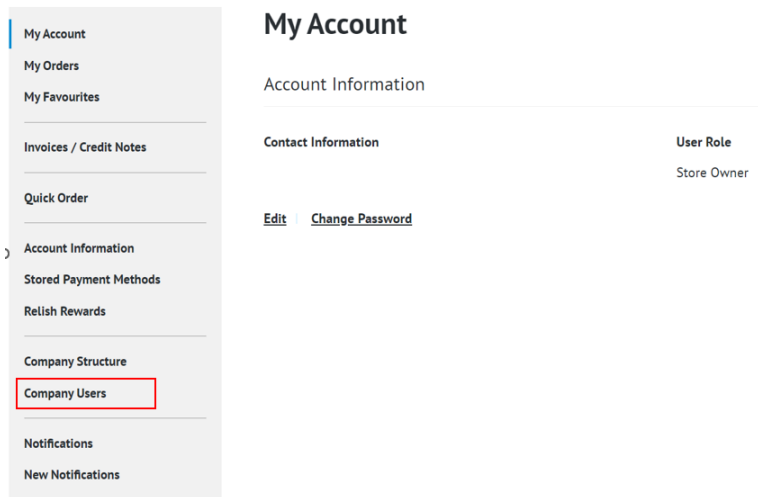 My Account
My Orders
My Favourites
Invoices / Credit Notes
Quick Order
Account Information
Stored Payment Methods
Relish Rewards
Company Structure
Company Users
Notifications
New Notifications
My Account
Account Information
Contact Information
User Role
Store Owner
Edit
Change Password